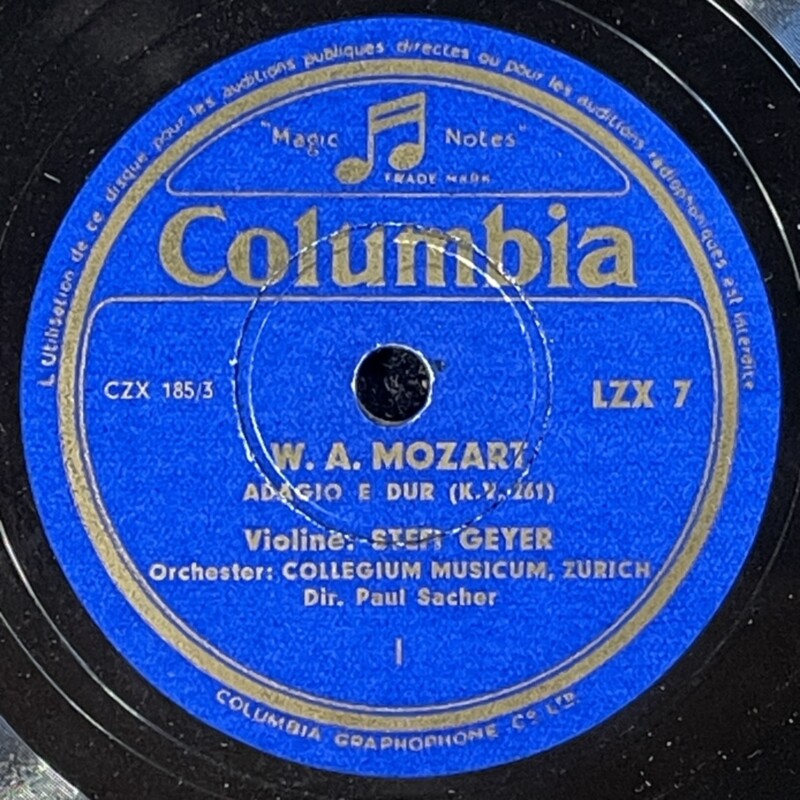 L'Utilisation de ce disque pour les auditions publiques directes ou pour les auditions radiophoniques est interdite
"Magic Notes"
TRADE MARK
Columbia
CZX 185/3
LZX 7
W. A. MOZART
ADAGIO E DUR (K.V. 261)
Violine: STEFI GEYER
Orchester: COLLEGIUM MUSICUM, ZURICH
Dir. Paul Sacher
I
COLUMBIA GRAPHOPHONE Co LTD.